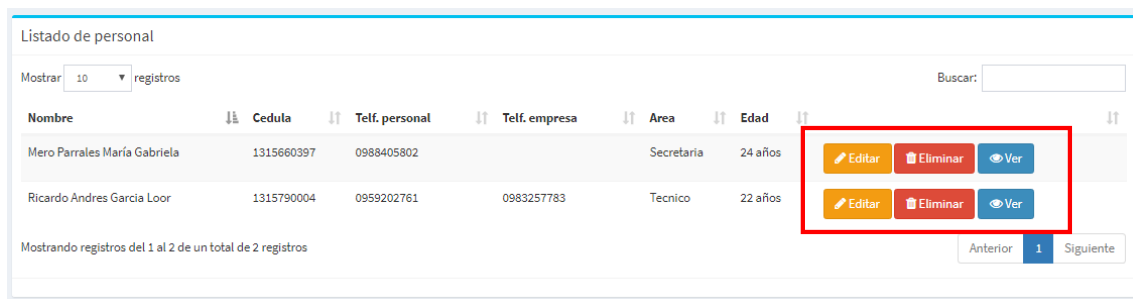 Listado de personal
Mostrar 10 registros Buscar:
Nombre Cedula Telf. personal Telf. empresa Area Edad
Mero Parrales María Gabriela 1315660397 0988405802 Secretaria 24 años Editar Eliminar Ver
Ricardo Andres Garcia Loor 1315790004 0959202761 0983257783 Tecnico 22 años Editar Eliminar Ver
Mostrando registros del 1 al 2 de un total de 2 registros Anterior 1 Siguiente